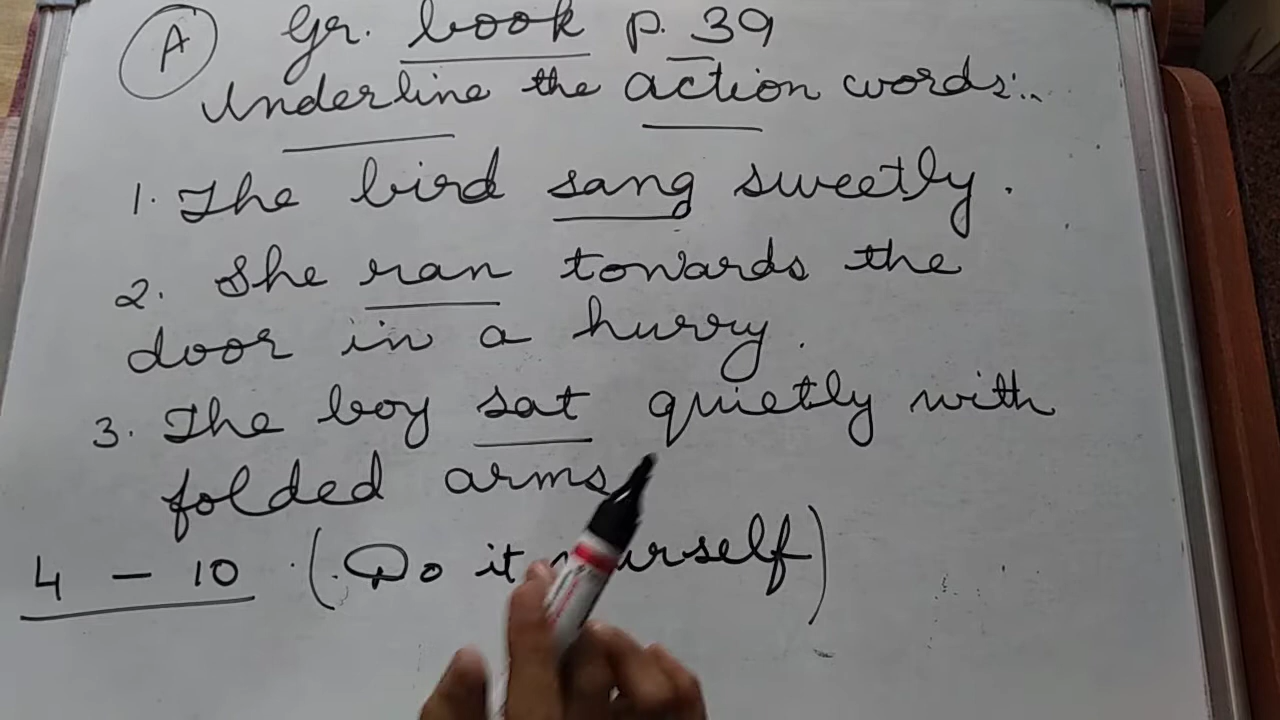 A Gr. book p. 39
Underline the action words:..
1. The bird sang sweetly.
2. She ran towards the
door in a hurry.
3. The boy sat quietly with
folded arms
4 - 10 (Do it yourself)